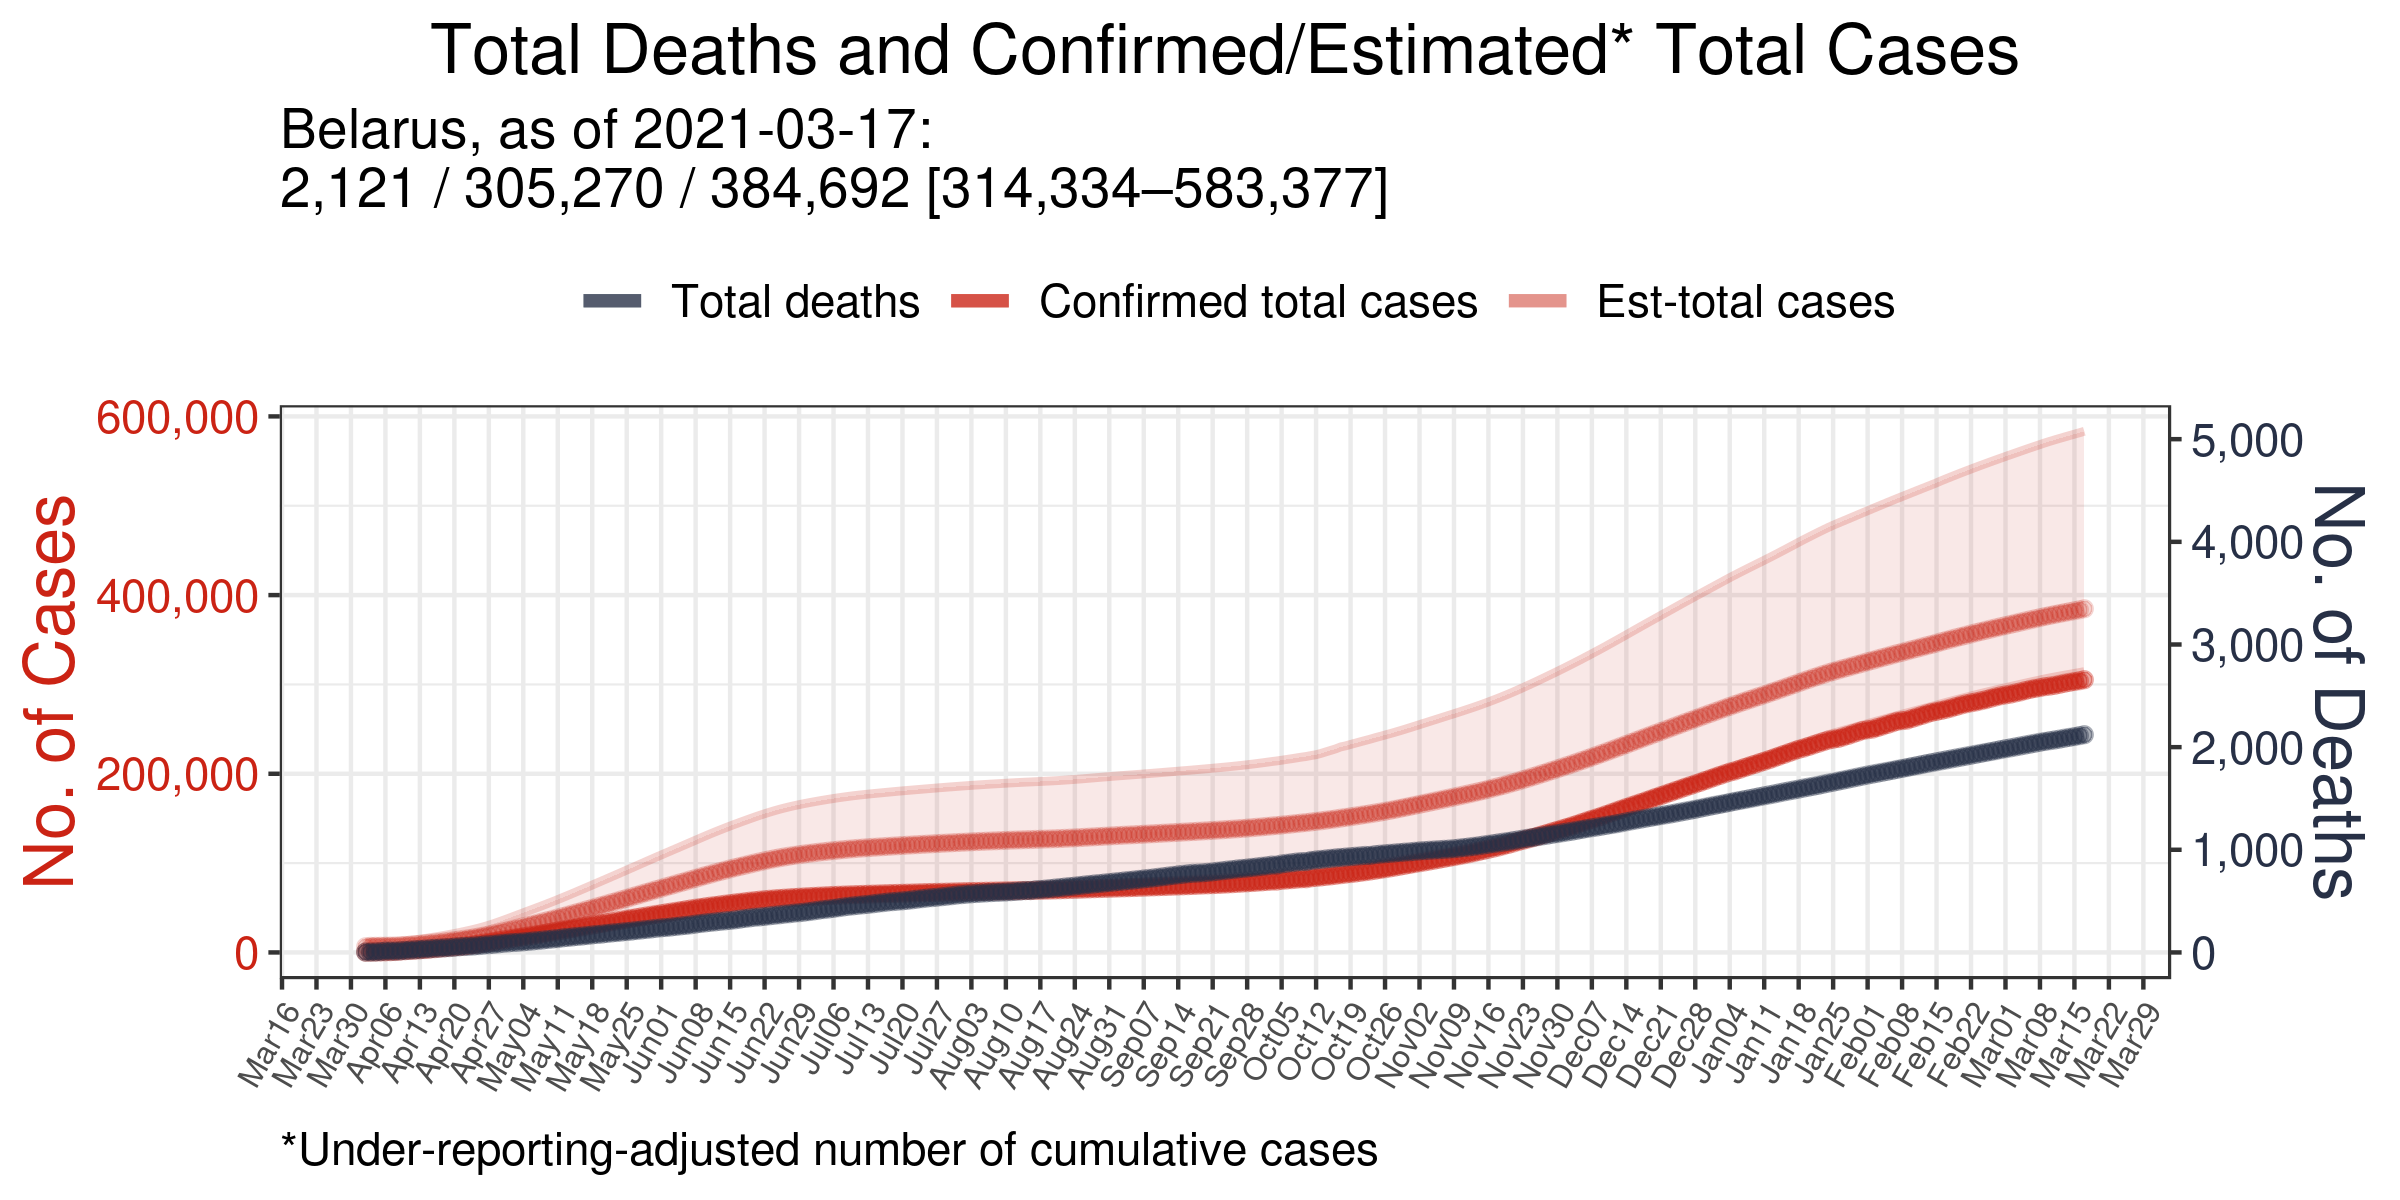 Total Deaths and Confirmed/Estimated* Total Cases
Belarus, as of 2021-03-17:
2,121 / 305,270 / 384,692 [314,334–583,377]
Total deaths
Confirmed total cases
Est-total cases
No. of Cases
600,000
400,000
200,000
0
5,000
4,000
3,000
2,000
1,000
0
No. of Deaths
Mar16
Mar23
Mar30
Apr06
Apr13
Apr20
Apr27
May04
May11
May18
May25
Jun01
Jun08
Jun15
Jun22
Jun29
Jul06
Jul13
Jul20
Jul27
Aug03
Aug10
Aug17
Aug24
Aug31
Sep07
Sep14
Sep21
Sep28
Oct05
Oct12
Oct19
Oct26
Nov02
Nov09
Nov16
Nov23
Nov30
Dec07
Dec14
Dec21
Dec28
Jan04
Jan11
Jan18
Jan25
Feb01
Feb08
Feb15
Feb22
Mar01
Mar08
Mar15
Mar22
Mar29
*Under-reporting-adjusted number of cumulative cases